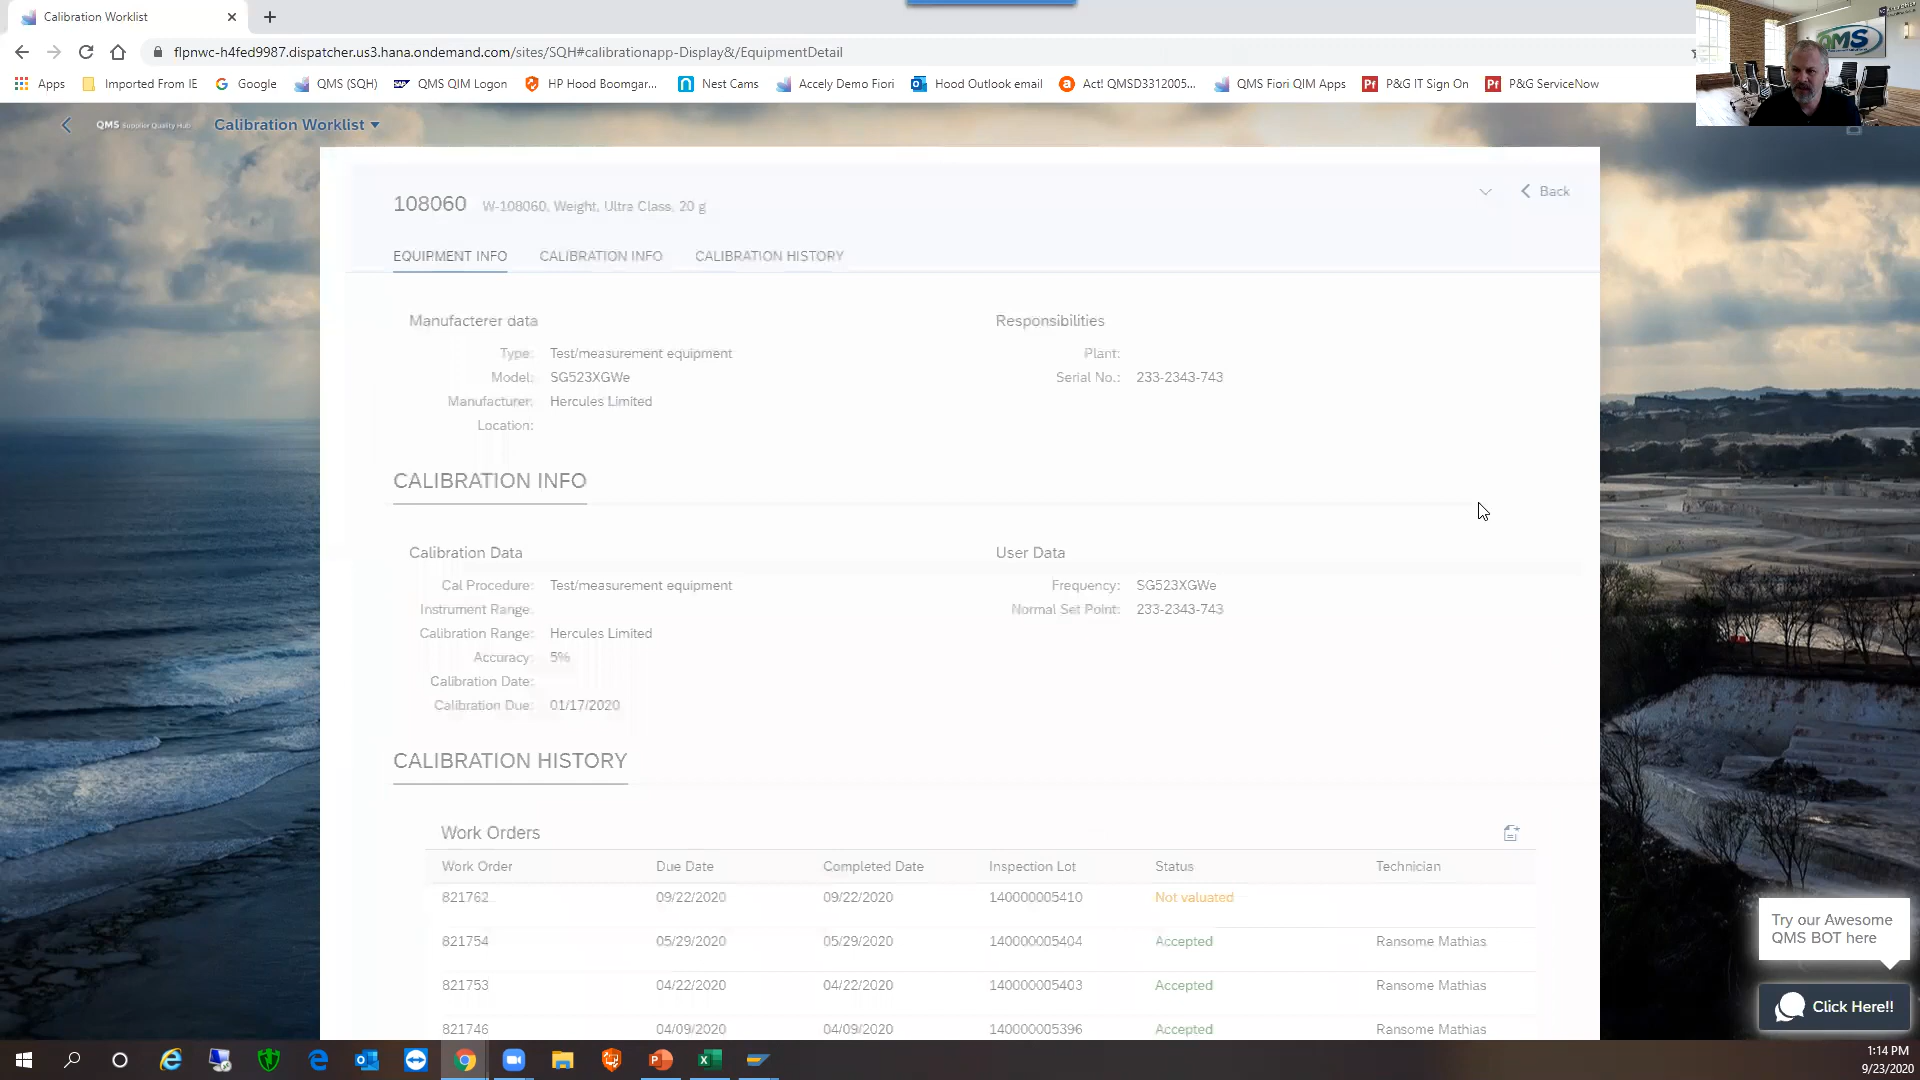 Calibration Worklist
flpnwc-h4fed9987.dispatcher.us3.hana.ondemand.com/sites/SQH#calibrationapp-Display&/EquipmentDetail
Apps Imported From IE Google QMS (SQH) QMS QIM Logon HP Hood Boomgar... Nest Cams Accely Demo Fiori Hood Outlook email Act! QMSD3312005... QMS Fiori QIM Apps P&G IT Sign On P&G ServiceNow
QMS
QMS Supplier Quality Hub Calibration Worklist
108060 W-108060, Weight, Ultra Class, 20 g Back
EQUIPMENT INFO CALIBRATION INFO CALIBRATION HISTORY
Manufacterer data Responsibilities
Type: Test/measurement equipment Plant:
Model: SG523XGWe Serial No.: 233-2343-743
Manufacturer: Hercules Limited
Location:
CALIBRATION INFO
Calibration Data User Data
Cal Procedure: Test/measurement equipment Frequency: SG523XGWe
Instrument Range: Normal Set Point: 233-2343-743
Calibration Range: Hercules Limited
Accuracy: 5%
Calibration Date:
Calibration Due: 01/17/2020
CALIBRATION HISTORY
Work Orders
Work Order Due Date Completed Date Inspection Lot Status Technician
821762 09/22/2020 09/22/2020 140000005410 Not valuated
821754 05/29/2020 05/29/2020 140000005404 Accepted Ransome Mathias
821753 04/22/2020 04/22/2020 140000005403 Accepted Ransome Mathias
821746 04/09/2020 04/09/2020 140000005396 Accepted Ransome Mathias
Try our Awesome
QMS BOT here
Click Here!!
1:14 PM
9/23/2020